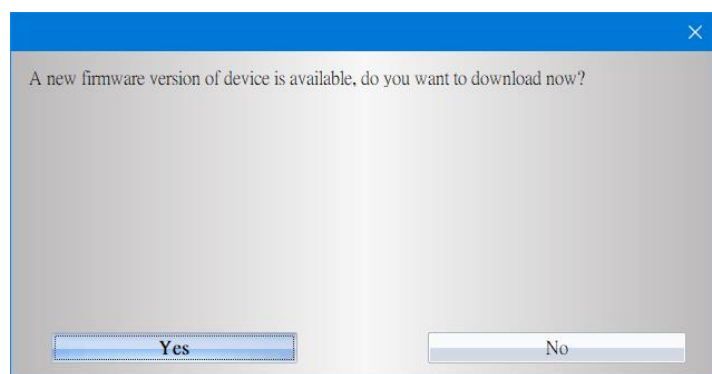 A new firmware version of device is available, do you want to download now?
Yes
No